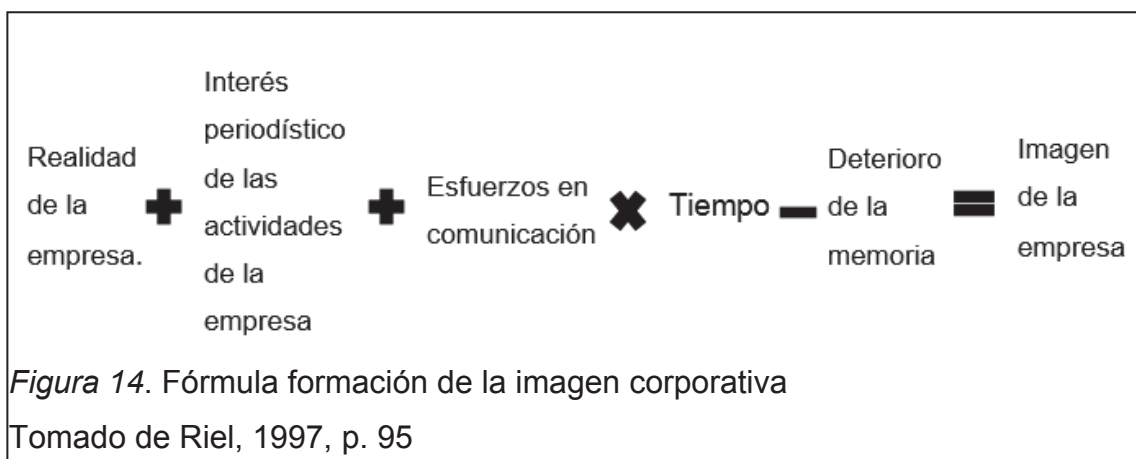 Realidad
de la
empresa.
Interés
periodístico
de las
actividades
de la
empresa
Esfuerzos en
comunicación
Tiempo
Deterioro
de la
memoria
Imagen
de la
empresa
Figura 14. Fórmula formación de la imagen corporativa
Tomado de Riel, 1997, p. 95